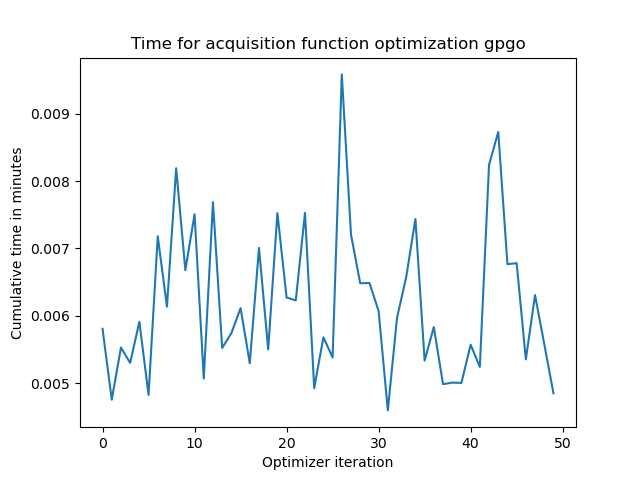 Time for acquisition function optimization gpgo
Cumulative time in minutes
0.009
0.008
0.007
0.006
0.005
0 10 20 30 40 50
Optimizer iteration